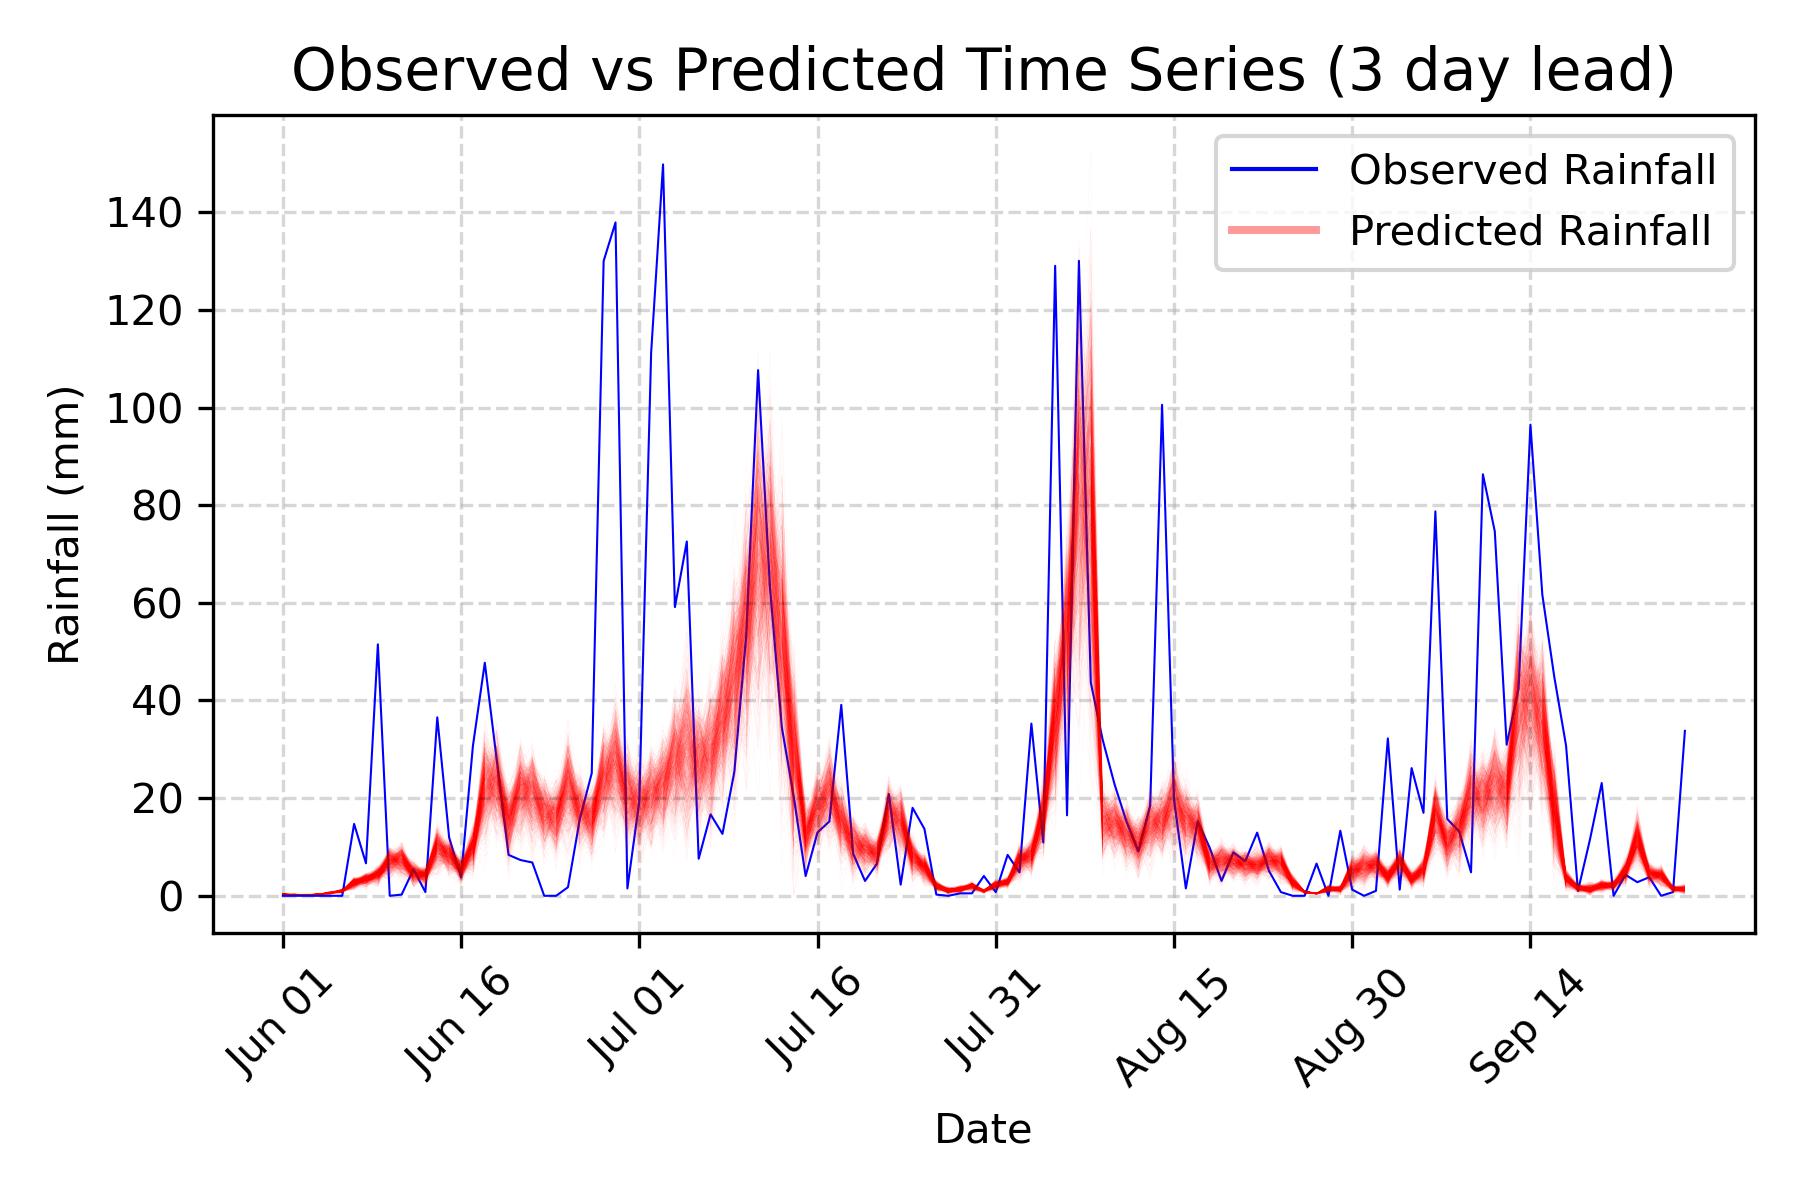 Observed vs Predicted Time Series (3 day lead)
Observed Rainfall
Predicted Rainfall
Rainfall (mm)
140
120
100
80
60
40
20
0
Jun 01
Jun 16
Jul 01
Jul 16
Jul 31
Aug 15
Aug 30
Sep 14
Date